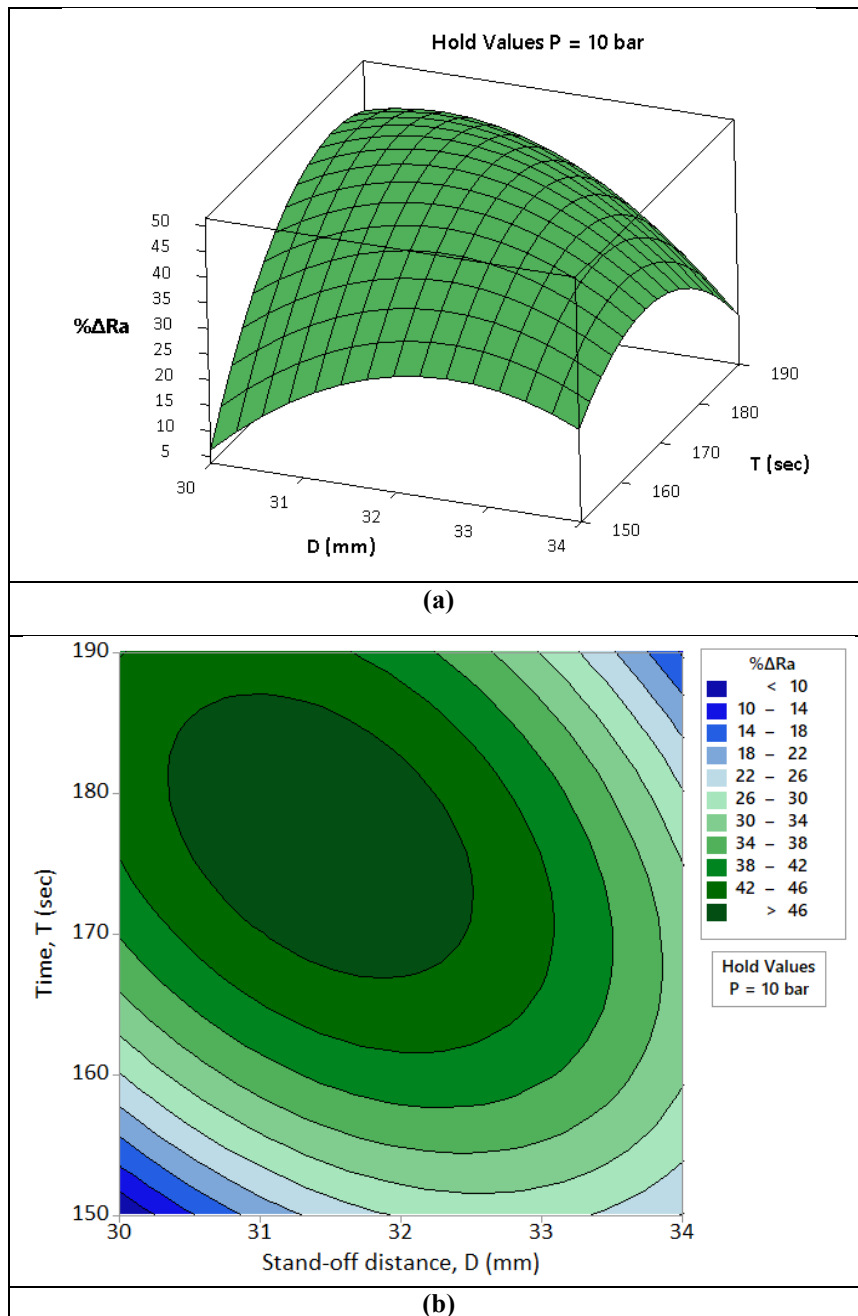 Hold Values P = 10 bar
50
45
40
35
30
25
20
15
10
5
%ΔRa
30
31
32
33
34
D (mm)
150
160
170
180
190
T (sec)
(a)
190
180
170
160
150
Time, T (sec)
30
31
32
33
34
Stand-off distance, D (mm)
%ΔRa
< 10
10 – 14
14 – 18
18 – 22
22 – 26
26 – 30
30 – 34
34 – 38
38 – 42
42 – 46
> 46
Hold Values
P = 10 bar
(b)